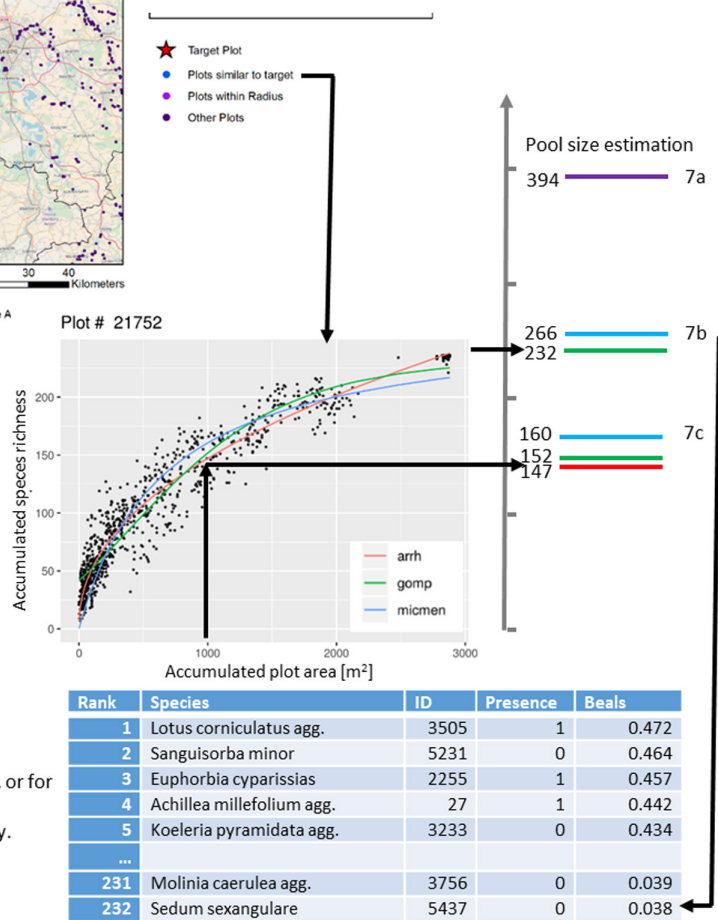 Target Plot
Plots similar to target
Plots within Radius
Other Plots
30 40
Kilometers
Pool size estimation
394 7a
266 7b
232
160 7c
152
147
A
Plot # 21752
Accumulated speces richness
200
150
100
50
0
arrh
gomp
micmen
0 1000 2000 3000
Accumulated plot area [m²]
Rank Species ID Presence Beals
1 Lotus corniculatus agg. 3505 1 0.472
2 Sanguisorba minor 5231 0 0.464
3 Euphorbia cyparissias 2255 1 0.457
4 Achillea millefolium agg. 27 1 0.442
5 Koeleria pyramidata agg. 3233 0 0.434
...
231 Molinia caerulea agg. 3756 0 0.039
232 Sedum sexangulare 5437 0 0.038
or for
y.